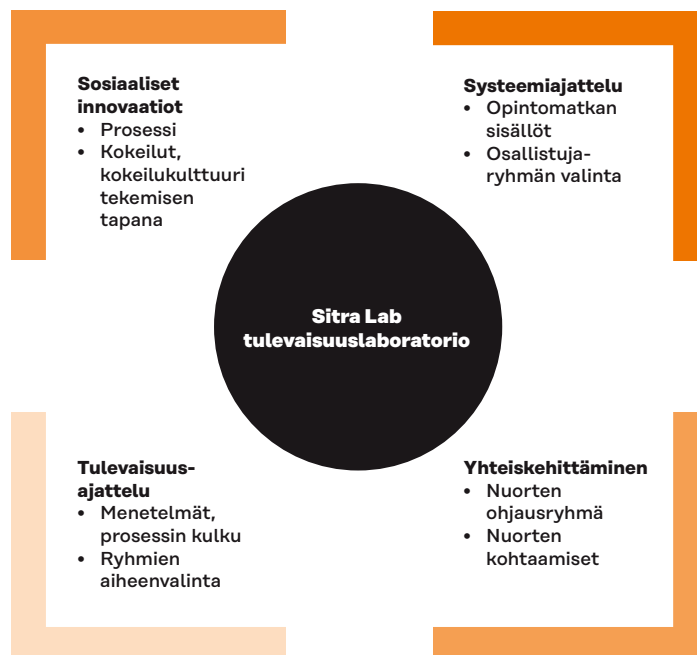 Sosiaaliset
innovaatiot
• Prosessi
• Kokeilut,
kokeilukulttuuri
tekemisen
tapana
Systeemiajattelu
• Opintomatkan
sisällöt
• Osallistuja-
ryhmän valinta
Sitra Lab
tulevaisuuslaboratorio
Tulevaisuus-
ajattelu
• Menetelmät,
prosessin kulku
• Ryhmien
aiheenvalinta
Yhteiskehittäminen
• Nuorten
ohjausryhmä
• Nuorten
kohtaamiset